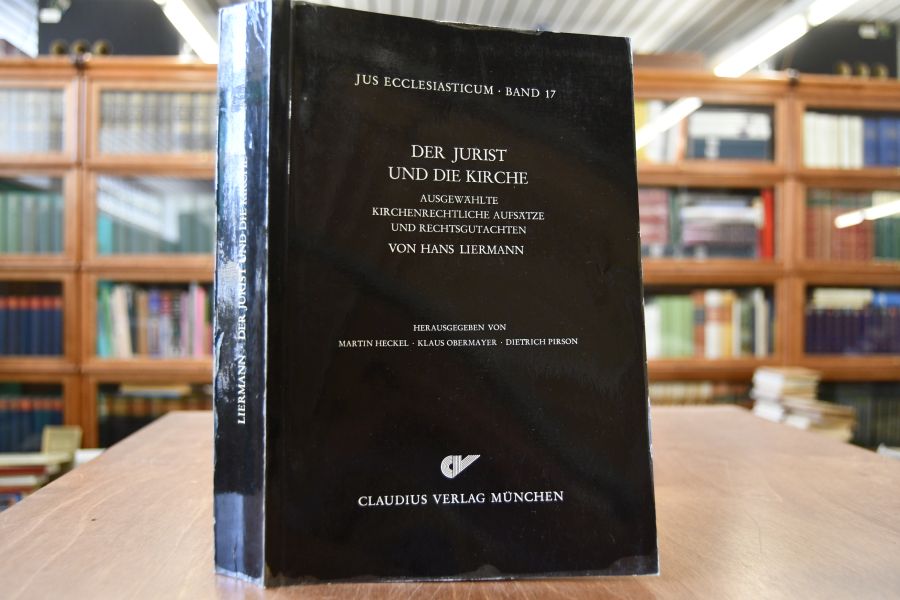 JUS ECCLESIASTICUM · BAND 17
DER JURIST
UND DIE KIRCHE
AUSGEWÄHLTE
KIRCHENRECHTLICHE AUFSÄTZE
UND RECHTSGUTACHTEN
VON HANS LIERMANN
HERAUSGEGEBEN VON
MARTIN HECKEL · KLAUS OBERMAYER · DIETRICH PIRSON
CLAUDIUS VERLAG MÜNCHEN
LIERMANN · DER JURIST UND DIE KIRCHE